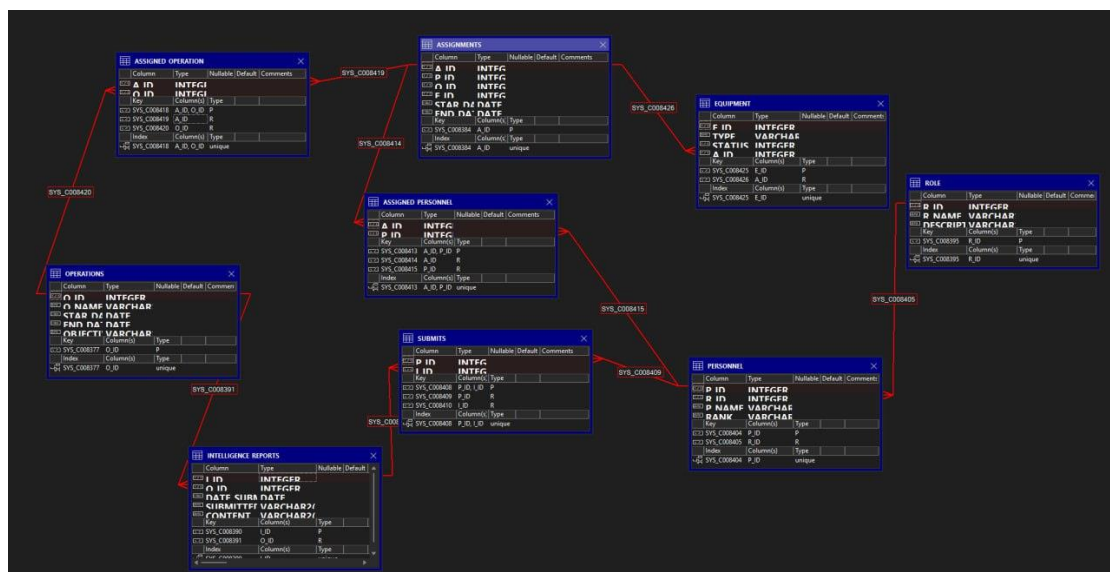 ASSIGNED OPERATION
Column Type Nullable Default Comments
A_ID INTEGI
O_ID INTEGI
Key Column(s) Type
SYS_C008418 A_ID, O_ID P
SYS_C008419 A_ID R
SYS_C008420 O_ID R
Index Column(s) Type
SYS_C008418 A_ID, O_ID unique
SYS_C008419
ASSIGNMENTS
Column Type Nullable Default Comments
A_ID INTEG
P_ID INTEG
O_ID INTEG
E_ID INTEG
STAR_DA DATE
END_DAT DATE
Key Column(s) Type
SYS_C008384 A_ID P
Index Column(s) Type
SYS_C008384 A_ID unique
SYS_C008426
SYS_C008414
EQUIPMENT
Column Type Nullable Default Comments
E_ID INTEGER
TYPE VARCHAR
STATUS INTEGER
A_ID INTEGER
Key Column(s) Type
SYS_C008425 E_ID P
SYS_C008426 A_ID R
Index Column(s) Type
SYS_C008425 E_ID unique
SYS_C008420
ASSIGNED PERSONNEL
Column Type Nullable Default Comments
A_ID INTEG
P_ID INTEG
Key Column(s) Type
SYS_C008413 A_ID, P_ID P
SYS_C008414 A_ID R
SYS_C008415 P_ID R
Index Column(s) Type
SYS_C008413 A_ID, P_ID unique
ROLE
Column Type Nullable Default Comments
R_ID INTEGER
R_NAME VARCHAR
DESCRIPT VARCHAR
Key Column(s) Type
SYS_C008395 R_ID P
Index Column(s) Type
SYS_C008395 R_ID unique
SYS_C008405
SYS_C008415
OPERATIONS
Column Type Nullable Default Comment
O_ID INTEGER
O_NAME VARCHAR
STAR_DA DATE
END_DA DATE
OBJECTI VARCHAR
Key Column(s) Type
SYS_C008377 O_ID P
Index Column(s) Type
SYS_C008377 O_ID unique
SYS_C008391
SUBMITS
Column Type Nullable Default Comments
P_ID INTEG
I_ID INTEG
Key Column(s) Type
SYS_C008408 P_ID, I_ID P
SYS_C008409 P_ID R
SYS_C008410 I_ID R
Index Column(s) Type
SYS_C008408 P_ID, I_ID unique
SYS_C008409
SYS_C008
PERSONNEL
Column Type Nullable Default Comments
P_ID INTEGER
R_ID INTEGER
P_NAME VARCHAR
RANK VARCHAR
Key Column(s) Type
SYS_C008404 P_ID P
SYS_C008405 R_ID R
Index Column(s) Type
SYS_C008404 P_ID unique
INTELLIGENCE REPORTS
Column Type Nullable Default
I_ID INTEGER
O_ID INTEGER
DATE_SUBM DATE
SUBMITTE VARCHAR2(
CONTENT VARCHAR2(
Key Column(s) Type
SYS_C008390 I_ID P
SYS_C008391 O_ID R
Index Column(s) Type